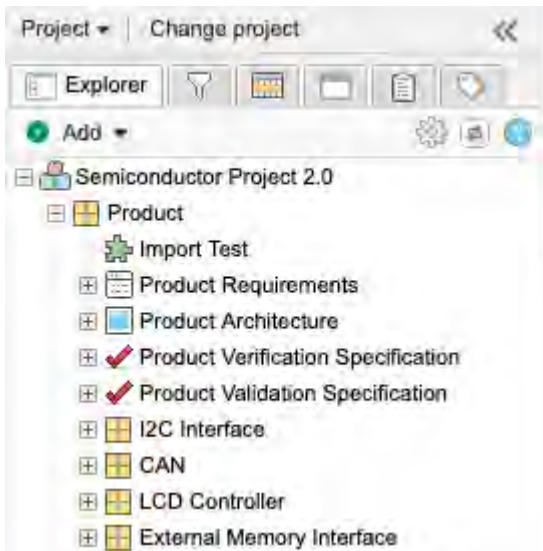 Project Change project
Explorer
Add
Semiconductor Project 2.0
Product
Import Test
Product Requirements
Product Architecture
Product Verification Specification
Product Validation Specification
I2C Interface
CAN
LCD Controller
External Memory Interface